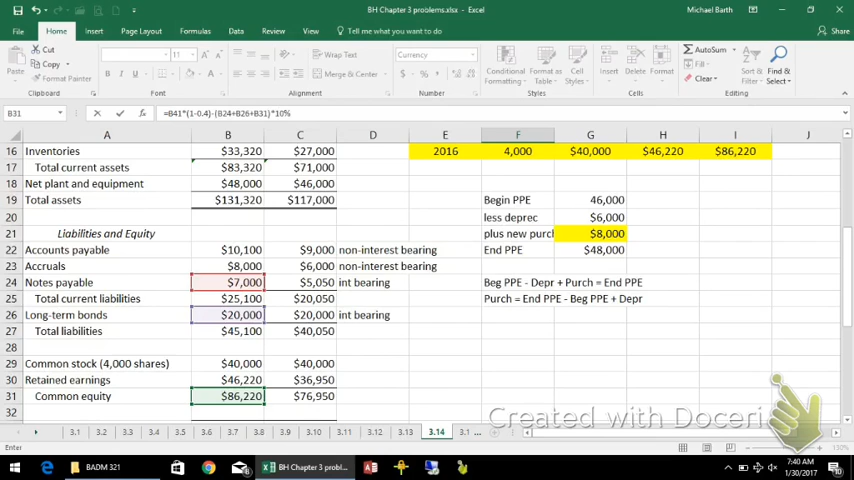 BH Chapter 3 problems.xlsx - Excel
Michael Barth
File Home Insert Page Layout Formulas Data Review View Tell me what you want to do Share
Cut
Copy
Format Painter
Paste
Clipboard
11
Font
Wrap Text
Merge & Center
Alignment
Currency
Number
Conditional Formatting
Format as Table
Cell Styles
Styles
Insert Delete Format
Cells
AutoSum
Fill
Clear
Sort & Filter
Find & Select
Editing
B31 =B41*(1-0.4)-(B24+B26+B31)*10%
A B C D E F G H I J
16 Inventories $33,320 $27,000 2016 4,000 $40,000 $46,220 $86,220
17 Total current assets $83,320 $71,000
18 Net plant and equipment $48,000 $46,000
19 Total assets $131,320 $117,000 Begin PPE 46,000
20 less deprec $6,000
21 Liabilities and Equity plus new purch $8,000
22 Accounts payable $10,100 $9,000 non-interest bearing End PPE $48,000
23 Accruals $8,000 $6,000 non-interest bearing
24 Notes payable $7,000 $5,050 int bearing Beg PPE - Depr + Purch = End PPE
25 Total current liabilities $25,100 $20,050 Purch = End PPE - Beg PPE + Depr
26 Long-term bonds $20,000 $20,000 int bearing
27 Total liabilities $45,100 $40,050
28
29 Common stock (4,000 shares) $40,000 $40,000
30 Retained earnings $46,220 $36,950
31 Common equity $86,220 $76,950
32
Created with Doceri
3.1 3.2 3.3 3.4 3.5 3.6 3.7 3.8 3.9 3.10 3.11 3.12 3.13 3.14 3.1 ...
Enter 130%
BADM 321
BH Chapter 3 probl...
7:40 AM
1/30/2017
10